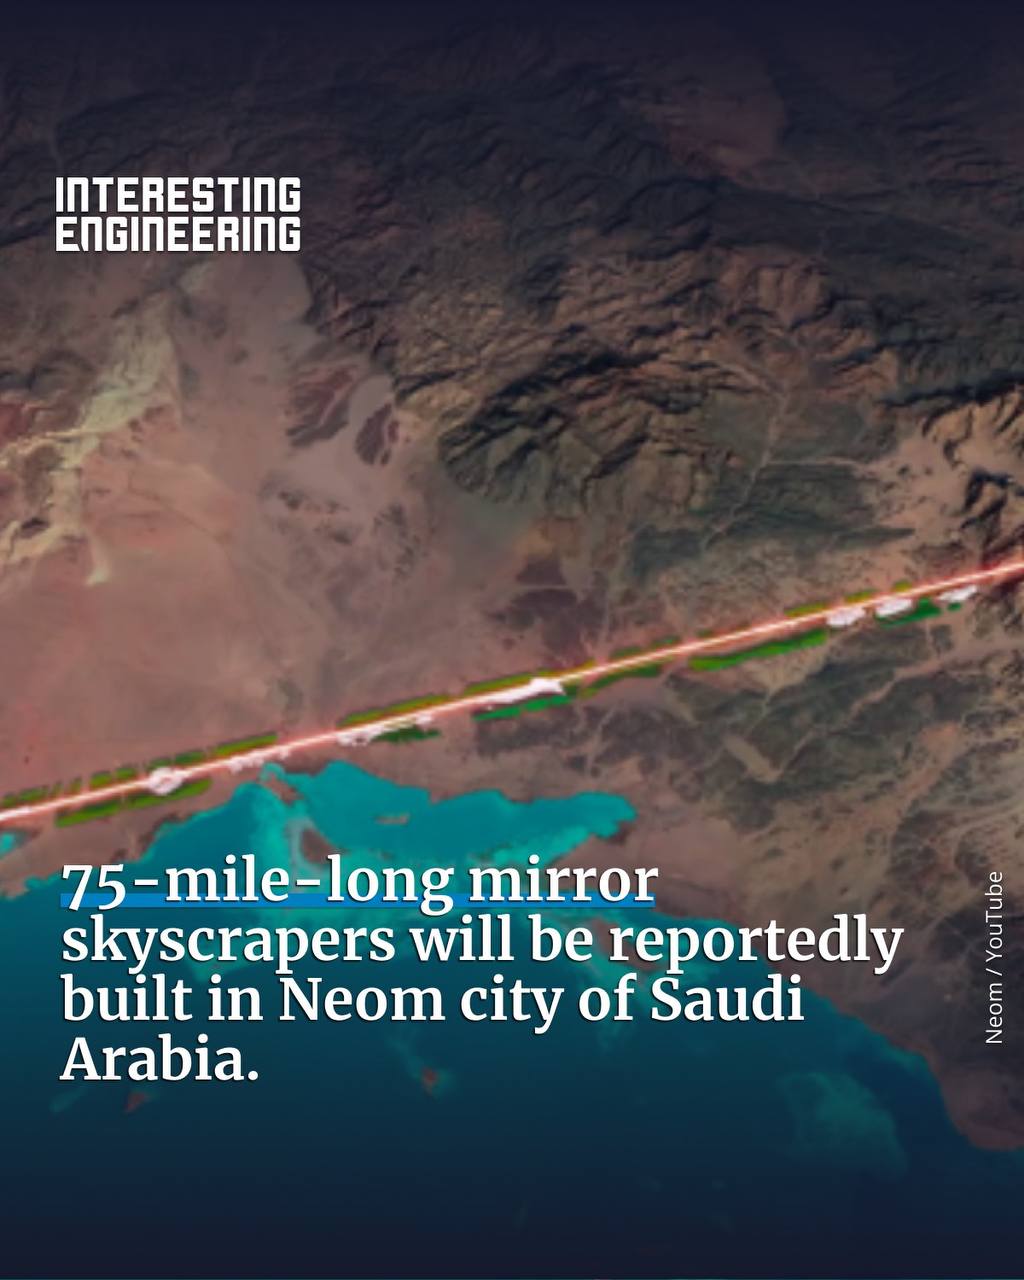 INTERESTING
ENGINEERING
75-mile-long mirror
skyscrapers will be reportedly
built in Neom city of Saudi
Arabia.
Neom / YouTube